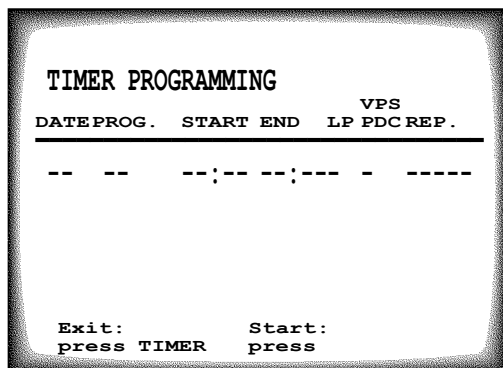 TIMER PROGRAMMING
VPS
DATE PROG. START END LP PDC REP.
-- -- --:-- --:--- - -----
Exit: Start:
press TIMER press